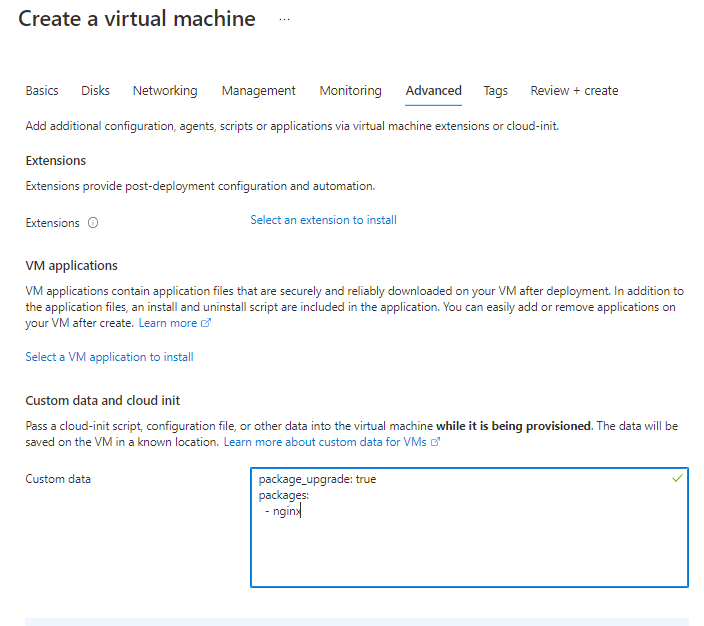 Create a virtual machine ...
Basics Disks Networking Management Monitoring Advanced Tags Review + create
Add additional configuration, agents, scripts or applications via virtual machine extensions or cloud-init.
Extensions
Extensions provide post-deployment configuration and automation.
Extensions Select an extension to install
VM applications
VM applications contain application files that are securely and reliably downloaded on your VM after deployment. In addition to
the application files, an install and uninstall script are included in the application. You can easily add or remove applications on
your VM after create. Learn more
Select a VM application to install
Custom data and cloud init
Pass a cloud-init script, configuration file, or other data into the virtual machine while it is being provisioned. The data will be
saved on the VM in a known location. Learn more about custom data for VMs
Custom data package_upgrade: true
packages:
  - nginx